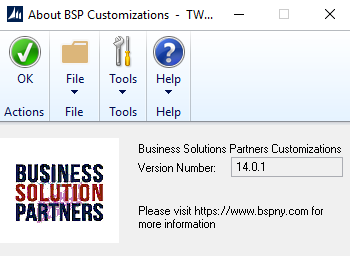 About BSP Customizations - TW...
OK File Tools Help
Actions File Tools Help
Business Solutions Partners Customizations
BUSINESS
SOLUTION
PARTNERS
Version Number: 14.0.1
Please visit https://www.bspny.com for
more information